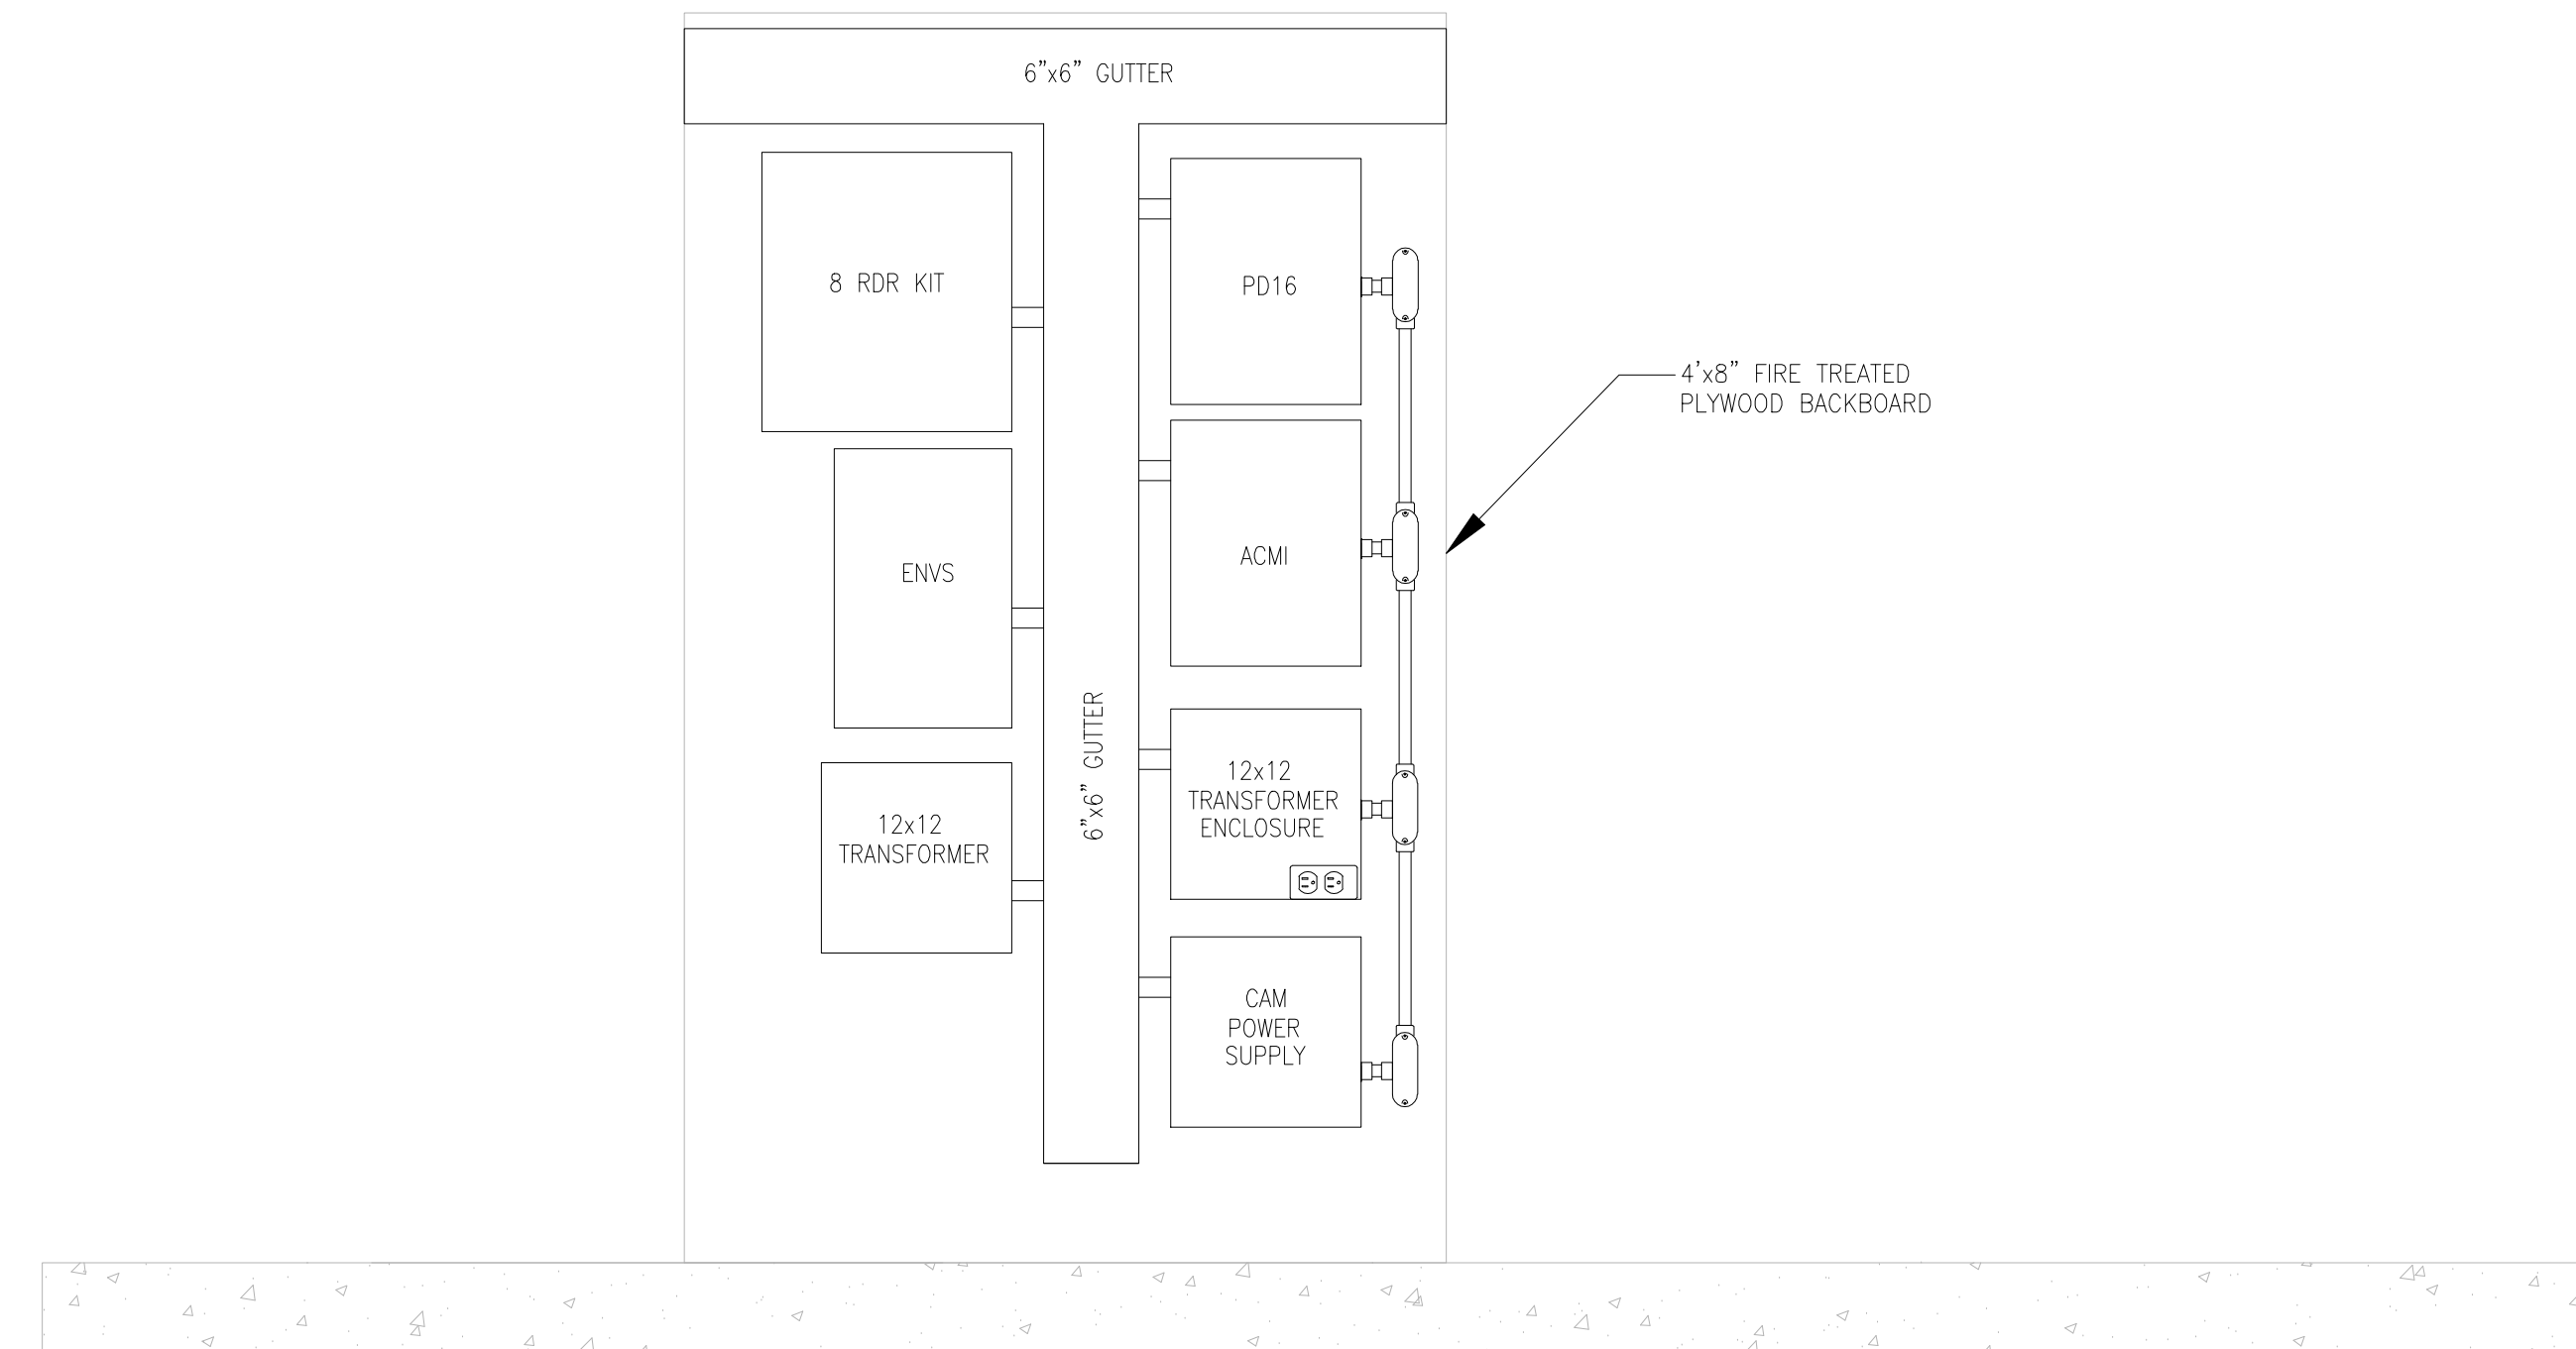 6”x6” GUTTER
8 RDR KIT
PD16
4’x8” FIRE TREATED
PLYWOOD BACKBOARD
ENVS
ACMI
6”x6” GUTTER
12x12
TRANSFORMER
12x12
TRANSFORMER
ENCLOSURE
CAM
POWER
SUPPLY